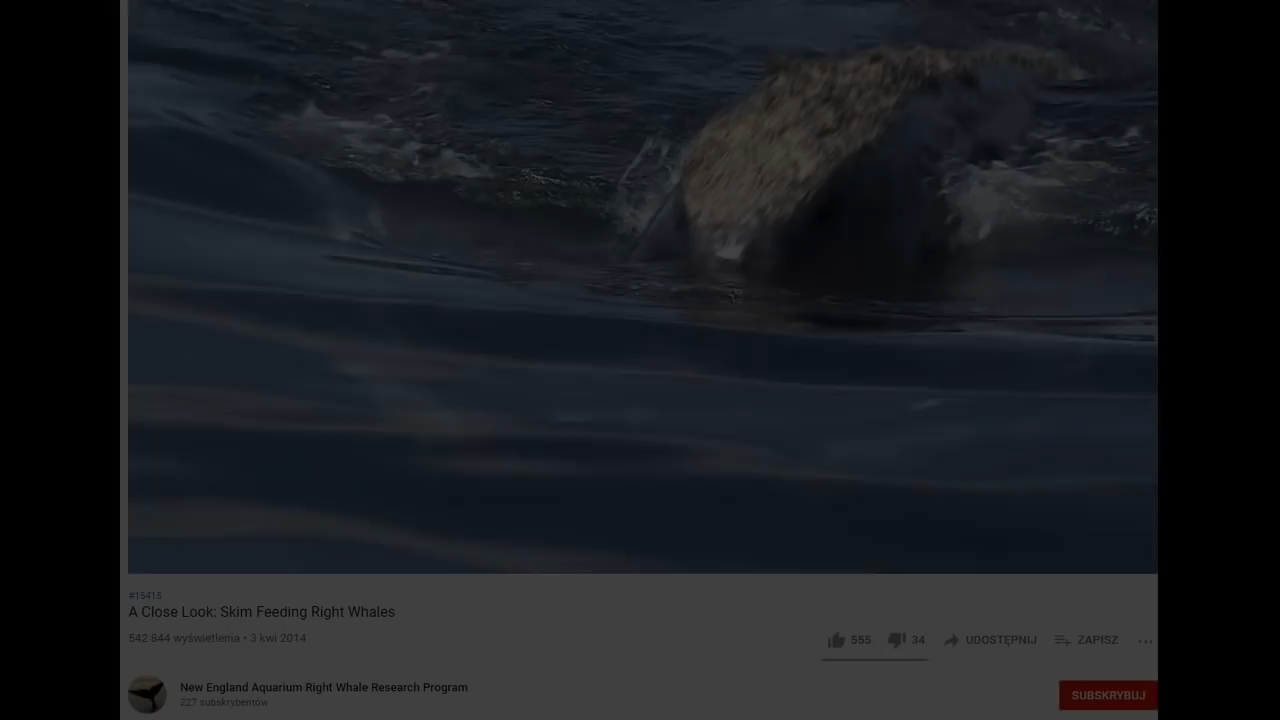 #15415
A Close Look: Skim Feeding Right Whales
542 844 wyświetlenia • 3 kwi 2014
555 34 UDOSTĘPNIJ ZAPISZ
New England Aquarium Right Whale Research Program
227 subskrybentów
SUBSKRYBUJ